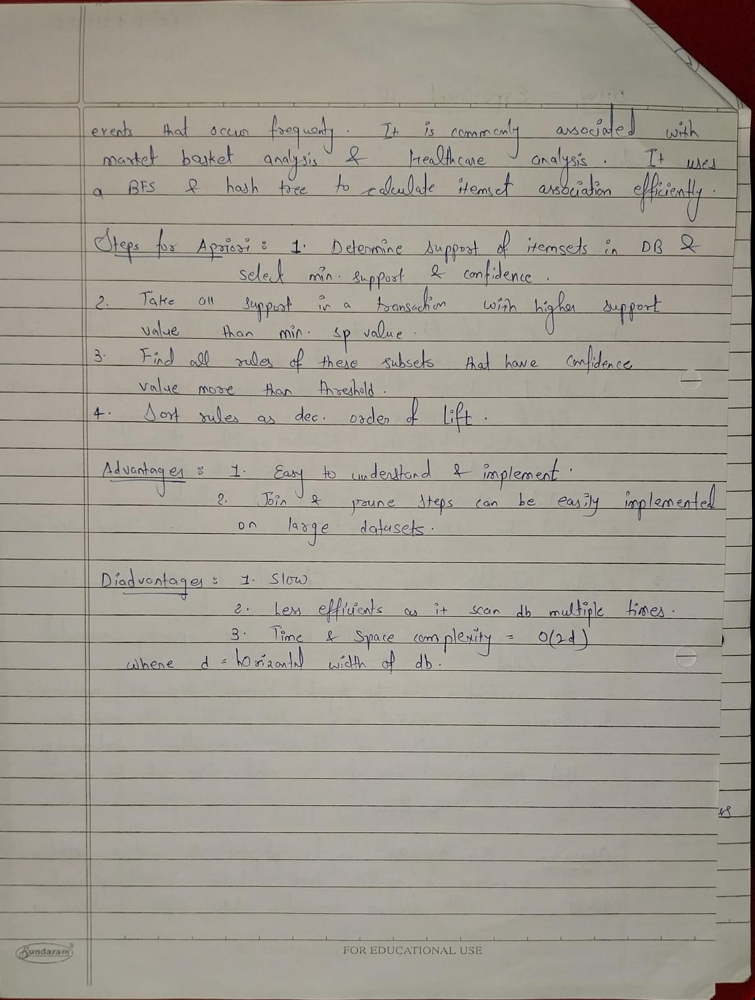 events that occur frequenty. It is commonly associated with
market basket analysis & Healthcare analysis. It uses
a BFS & hash tree to calculate itemset association efficiently.
Steps for Apriori : 1. Determine support of itemsets in DB &
select min. support & confidence.
2. Take all support in a transaction with higher support
value than min. sp value.
3. Find all rules of these subsets that have confidence
value more than threshold.
4. Sort rules as dec. order of lift.
Advantages : 1. Easy to understand & implement.
2. Join & prune steps can be easily implemented
on large datasets.
Diadvantages : 1. Slow
2. Less efficients as it scan db multiple times.
3. Time & Space complexity = O(2d)
where d = horizontal width of db.
Sundaram
FOR EDUCATIONAL USE